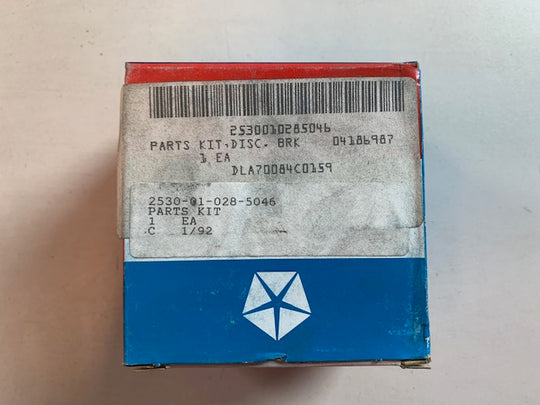 2530010285046
PARTS KIT,DISC. BRK 04186987
1 EA
DLA70084C0159
2530-01-028-5046
PARTS KIT
1 EA
C 1/92